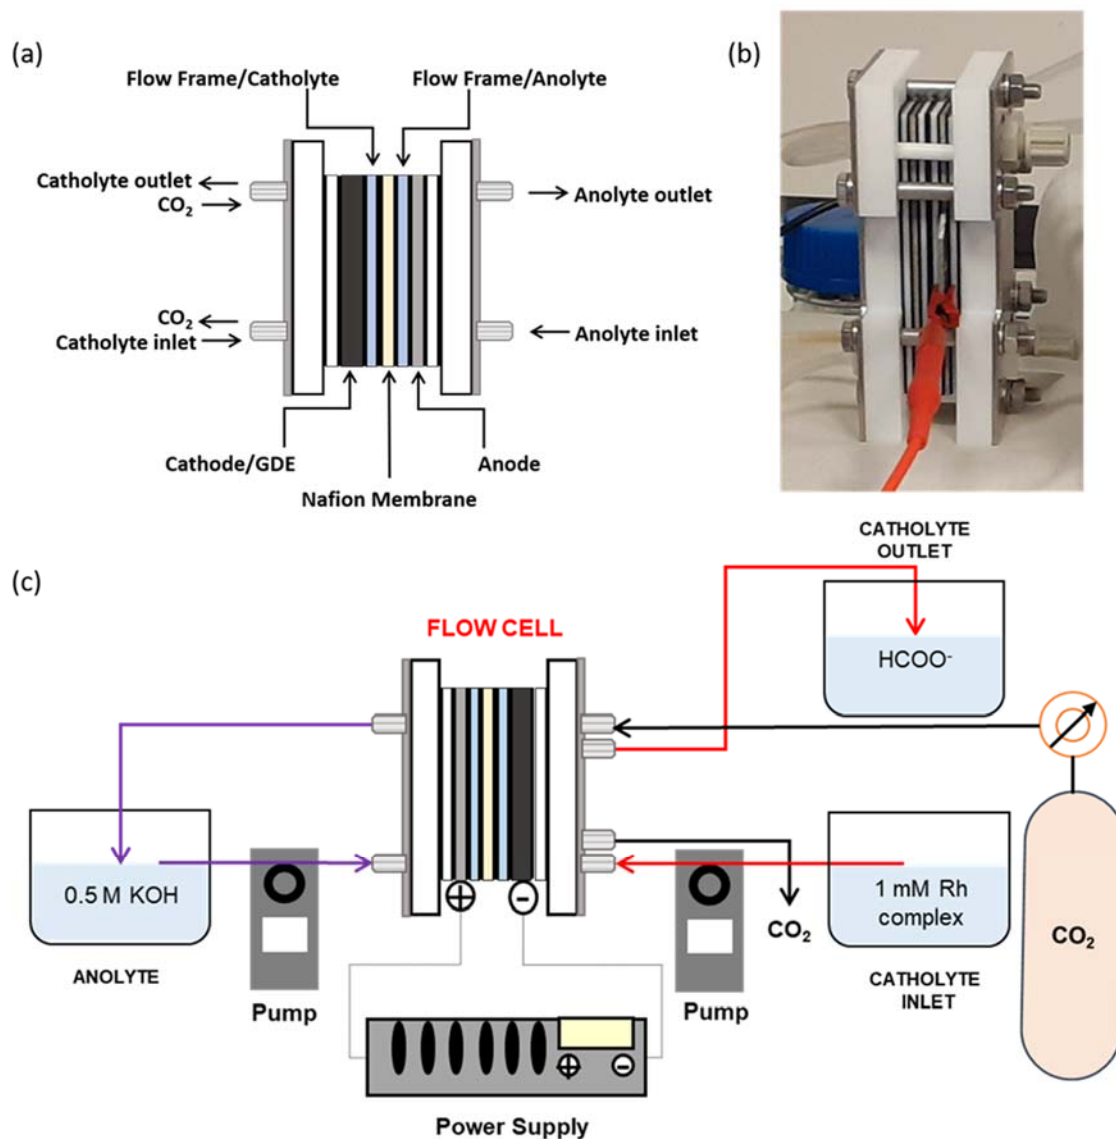 (a)
Flow Frame/Catholyte
Flow Frame/Anolyte
Catholyte outlet
CO₂
Anolyte outlet
CO₂
Catholyte inlet
Anolyte inlet
Cathode/GDE
Anode
Nafion Membrane
(b)
(c)
CATHOLYTE
OUTLET
FLOW CELL
HCOO⁻
0.5 M KOH
ANOLYTE
Pump
+
-
CO₂
Pump
1 mM Rh
complex
CATHOLYTE
INLET
CO₂
+
-
Power Supply